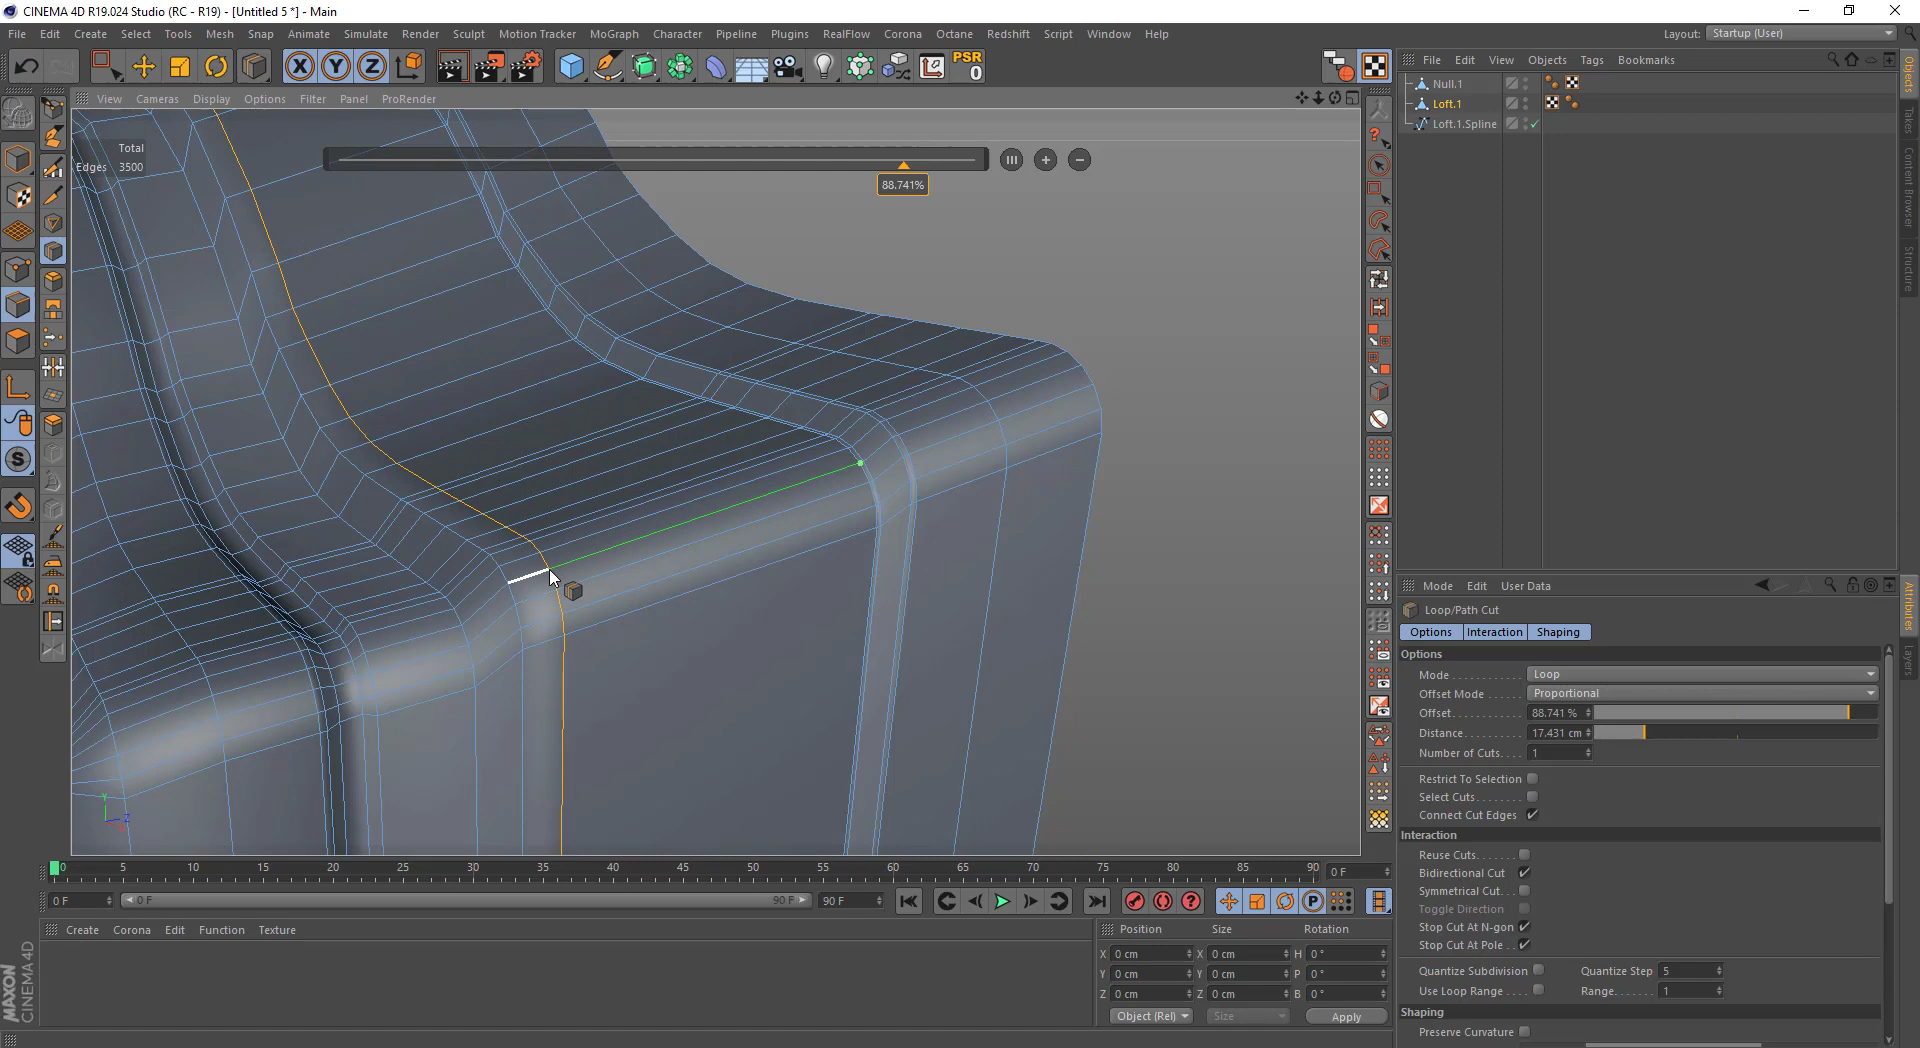 CINEMA 4D R19.024 Studio (RC - R19) - [Untitled 5 *] - Main
File Edit Create Select Tools Mesh Snap Animate Simulate Render Sculpt Motion Tracker MoGraph Character Pipeline Plugins RealFlow Corona Octane Redshift Script Window Help
Layout: Startup (User)
X Y Z PSR 0
File Edit View Objects Tags Bookmarks
View Cameras Display Options Filter Panel ProRender
Null.1
Loft.1
Loft.1.Spline
Objects
Takes
Content Browser
Structure
Total
Edges 3500
88.741%
S
Y
Z
Mode Edit User Data
Loop/Path Cut
Options Interaction Shaping
Attributes
Layers
Options
Mode Loop
Offset Mode Proportional
Offset 88.741 %
Distance 17.431 cm
Number of Cuts 1
Restrict To Selection
Select Cuts
Connect Cut Edges
Interaction
Reuse Cuts
Bidirectional Cut
Symmetrical Cut
Toggle Direction
Stop Cut At N-gon
Stop Cut At Pole
Quantize Subdivision Quantize Step 5
Use Loop Range Range 1
Shaping
Preserve Curvature
0 5 10 15 20 25 30 35 40 45 50 55 60 65 70 75 80 85 90 0 F
0 F 0 F 90 F 90 F
P
Create Corona Edit Function Texture
Position Size Rotation
X 0 cm X 0 cm H 0 °
Y 0 cm Y 0 cm P 0 °
Z 0 cm Z 0 cm B 0 °
Object (Rel) Size Apply
MAXON
CINEMA 4D